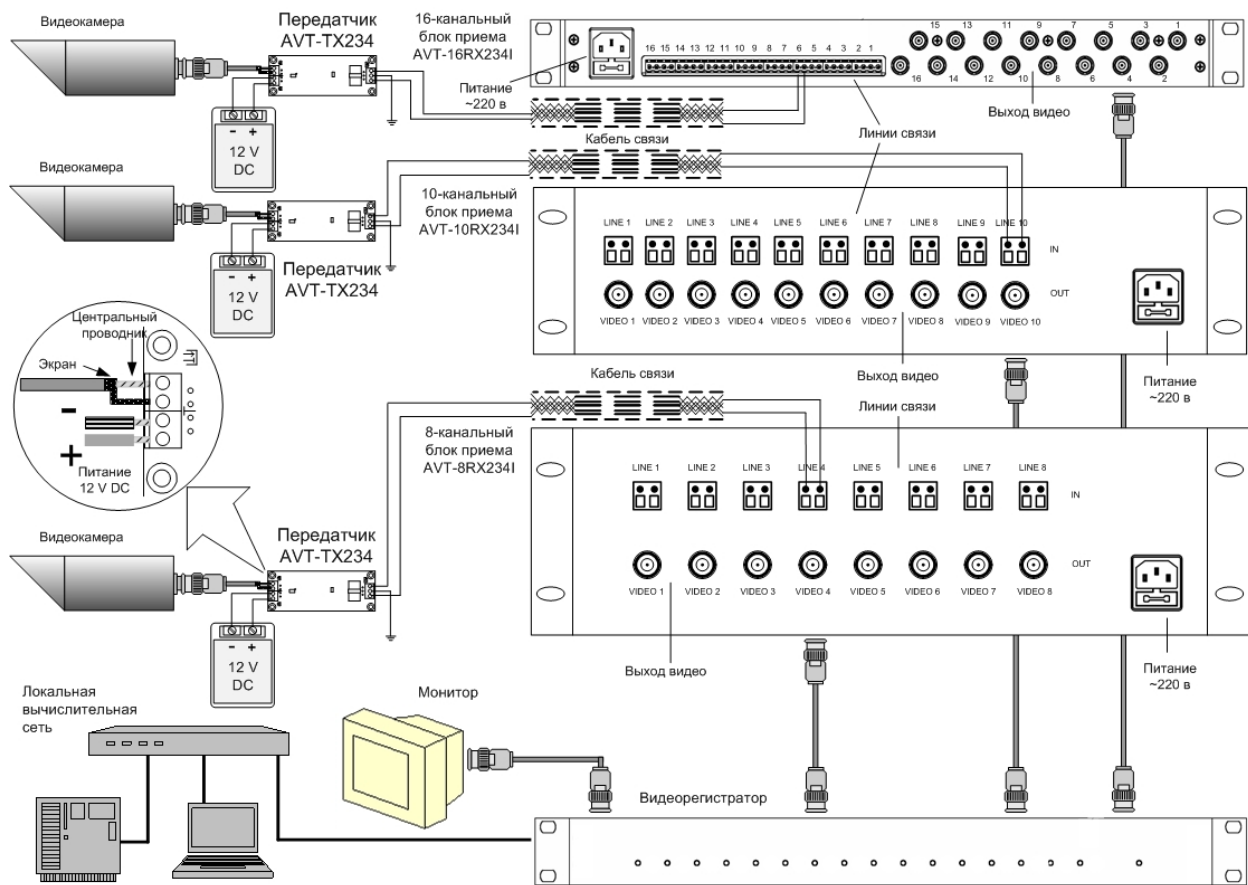 Видеокамера
Передатчик
AVT-TX234
16-канальный
блок приема
AVT-16RX234I
Питание
~220 в
16 15 14 13 12 11 10 9 8 7 6 5 4 3 2 1
15 13 11 9 7 5 3 1
16 14 12 10 8 6 4 2
Выход видео
Линии связи
- +
12 V
DC
Кабель связи
Видеокамера
10-канальный
блок приема
AVT-10RX234I
LINE 1 LINE 2 LINE 3 LINE 4 LINE 5 LINE 6 LINE 7 LINE 8 LINE 9 LINE 10
IN
OUT
VIDEO 1 VIDEO 2 VIDEO 3 VIDEO 4 VIDEO 5 VIDEO 6 VIDEO 7 VIDEO 8 VIDEO 9 VIDEO 10
- +
12 V
DC
Передатчик
AVT-TX234
Выход видео
Питание
~220 в
Центральный
проводник
Экран
-
+
Питание
12 V DC
Кабель связи
Линии связи
8-канальный
блок приема
AVT-8RX234I
LINE 1 LINE 2 LINE 3 LINE 4 LINE 5 LINE 6 LINE 7 LINE 8
IN
OUT
VIDEO 1 VIDEO 2 VIDEO 3 VIDEO 4 VIDEO 5 VIDEO 6 VIDEO 7 VIDEO 8
Видеокамера
Передатчик
AVT-TX234
- +
12 V
DC
Выход видео
Питание
~220 в
Локальная
вычислительная
сеть
Монитор
Видеорегистратор